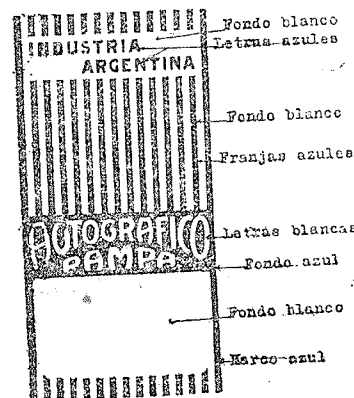 Fondo blanco
INDUSTRIA
Letras azules
ARGENTINA
Fondo blanco
Franjas azules
AUTOGRAFICO
Letras blancas
PAMPA
Fondo azul
Fondo blanco
Marco azul